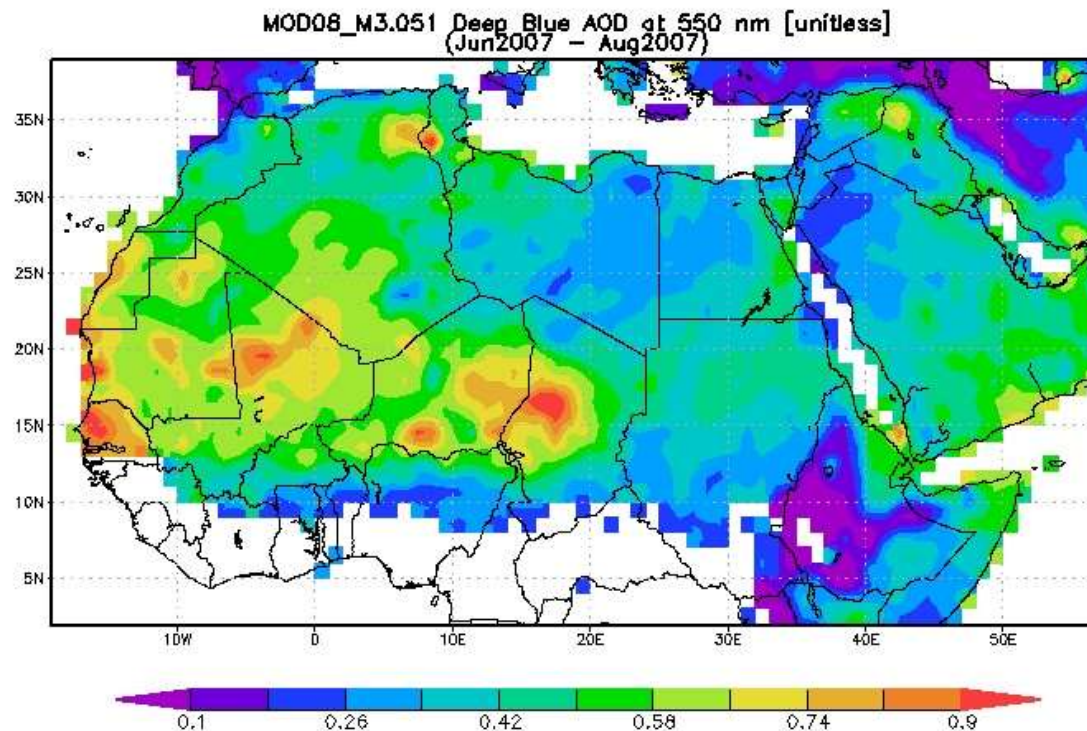 MOD08_M3.051 Deep Blue AOD at 550 nm [unitless]
(Jun2007 – Aug2007)
35N
30N
25N
20N
15N
10N
5N
10W 0 10E 20E 30E 40E 50E
0.1 0.26 0.42 0.58 0.74 0.9